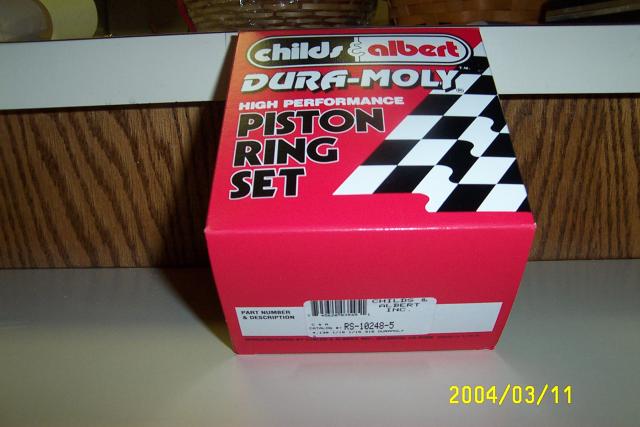 childs & albert
DURA-MOLY®
HIGH PERFORMANCE
PISTON
RING
SET
PART NUMBER
& DESCRIPTION
CHILDS &
ALBERT
INC.
C & A
CATALOG #: RS-10248-5
2004/03/11